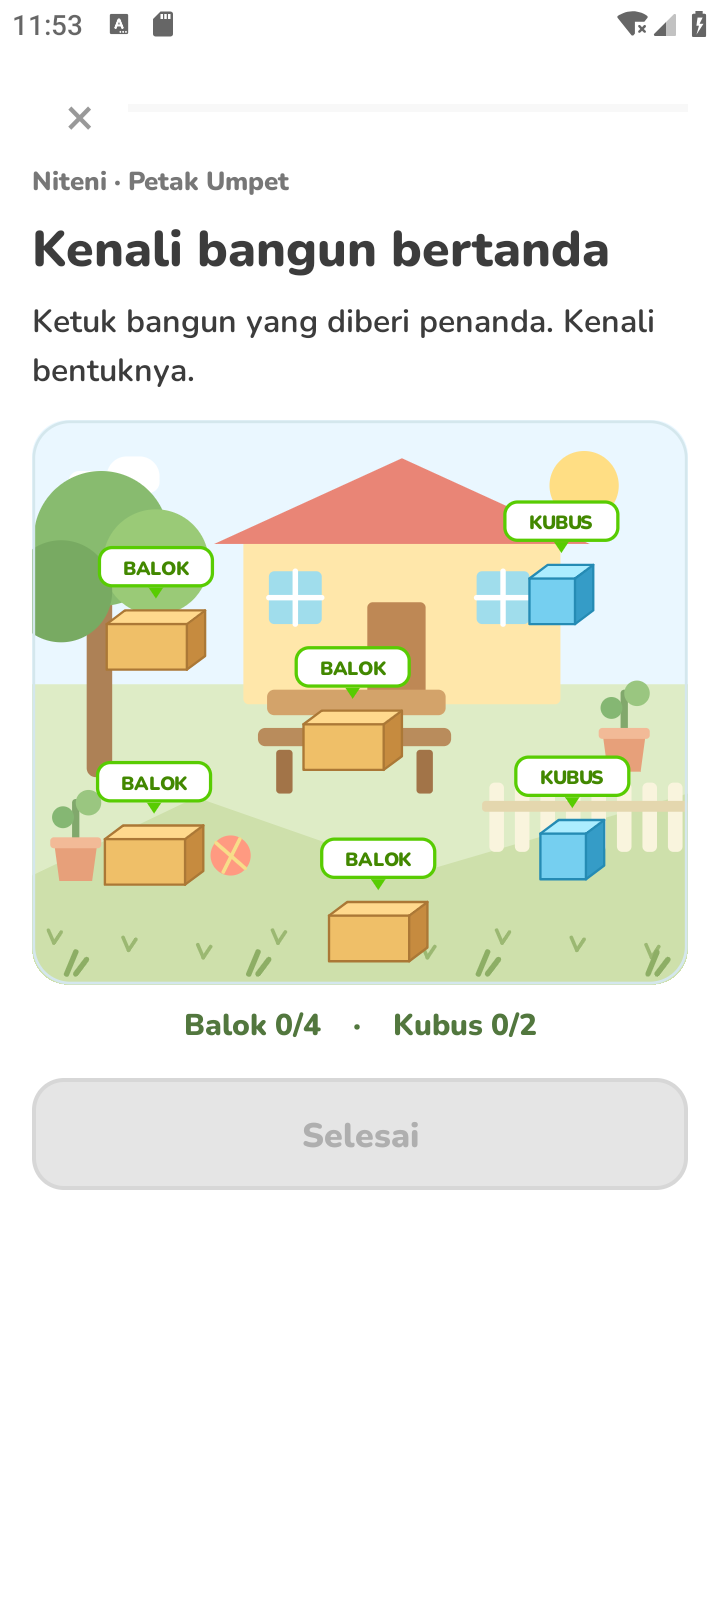 11:53
Niteni · Petak Umpet
Kenali bangun bertanda
Ketuk bangun yang diberi penanda. Kenali
bentuknya.
KUBUS
BALOK
BALOK
KUBUS
BALOK
BALOK
Balok 0/4 · Kubus 0/2
Selesai